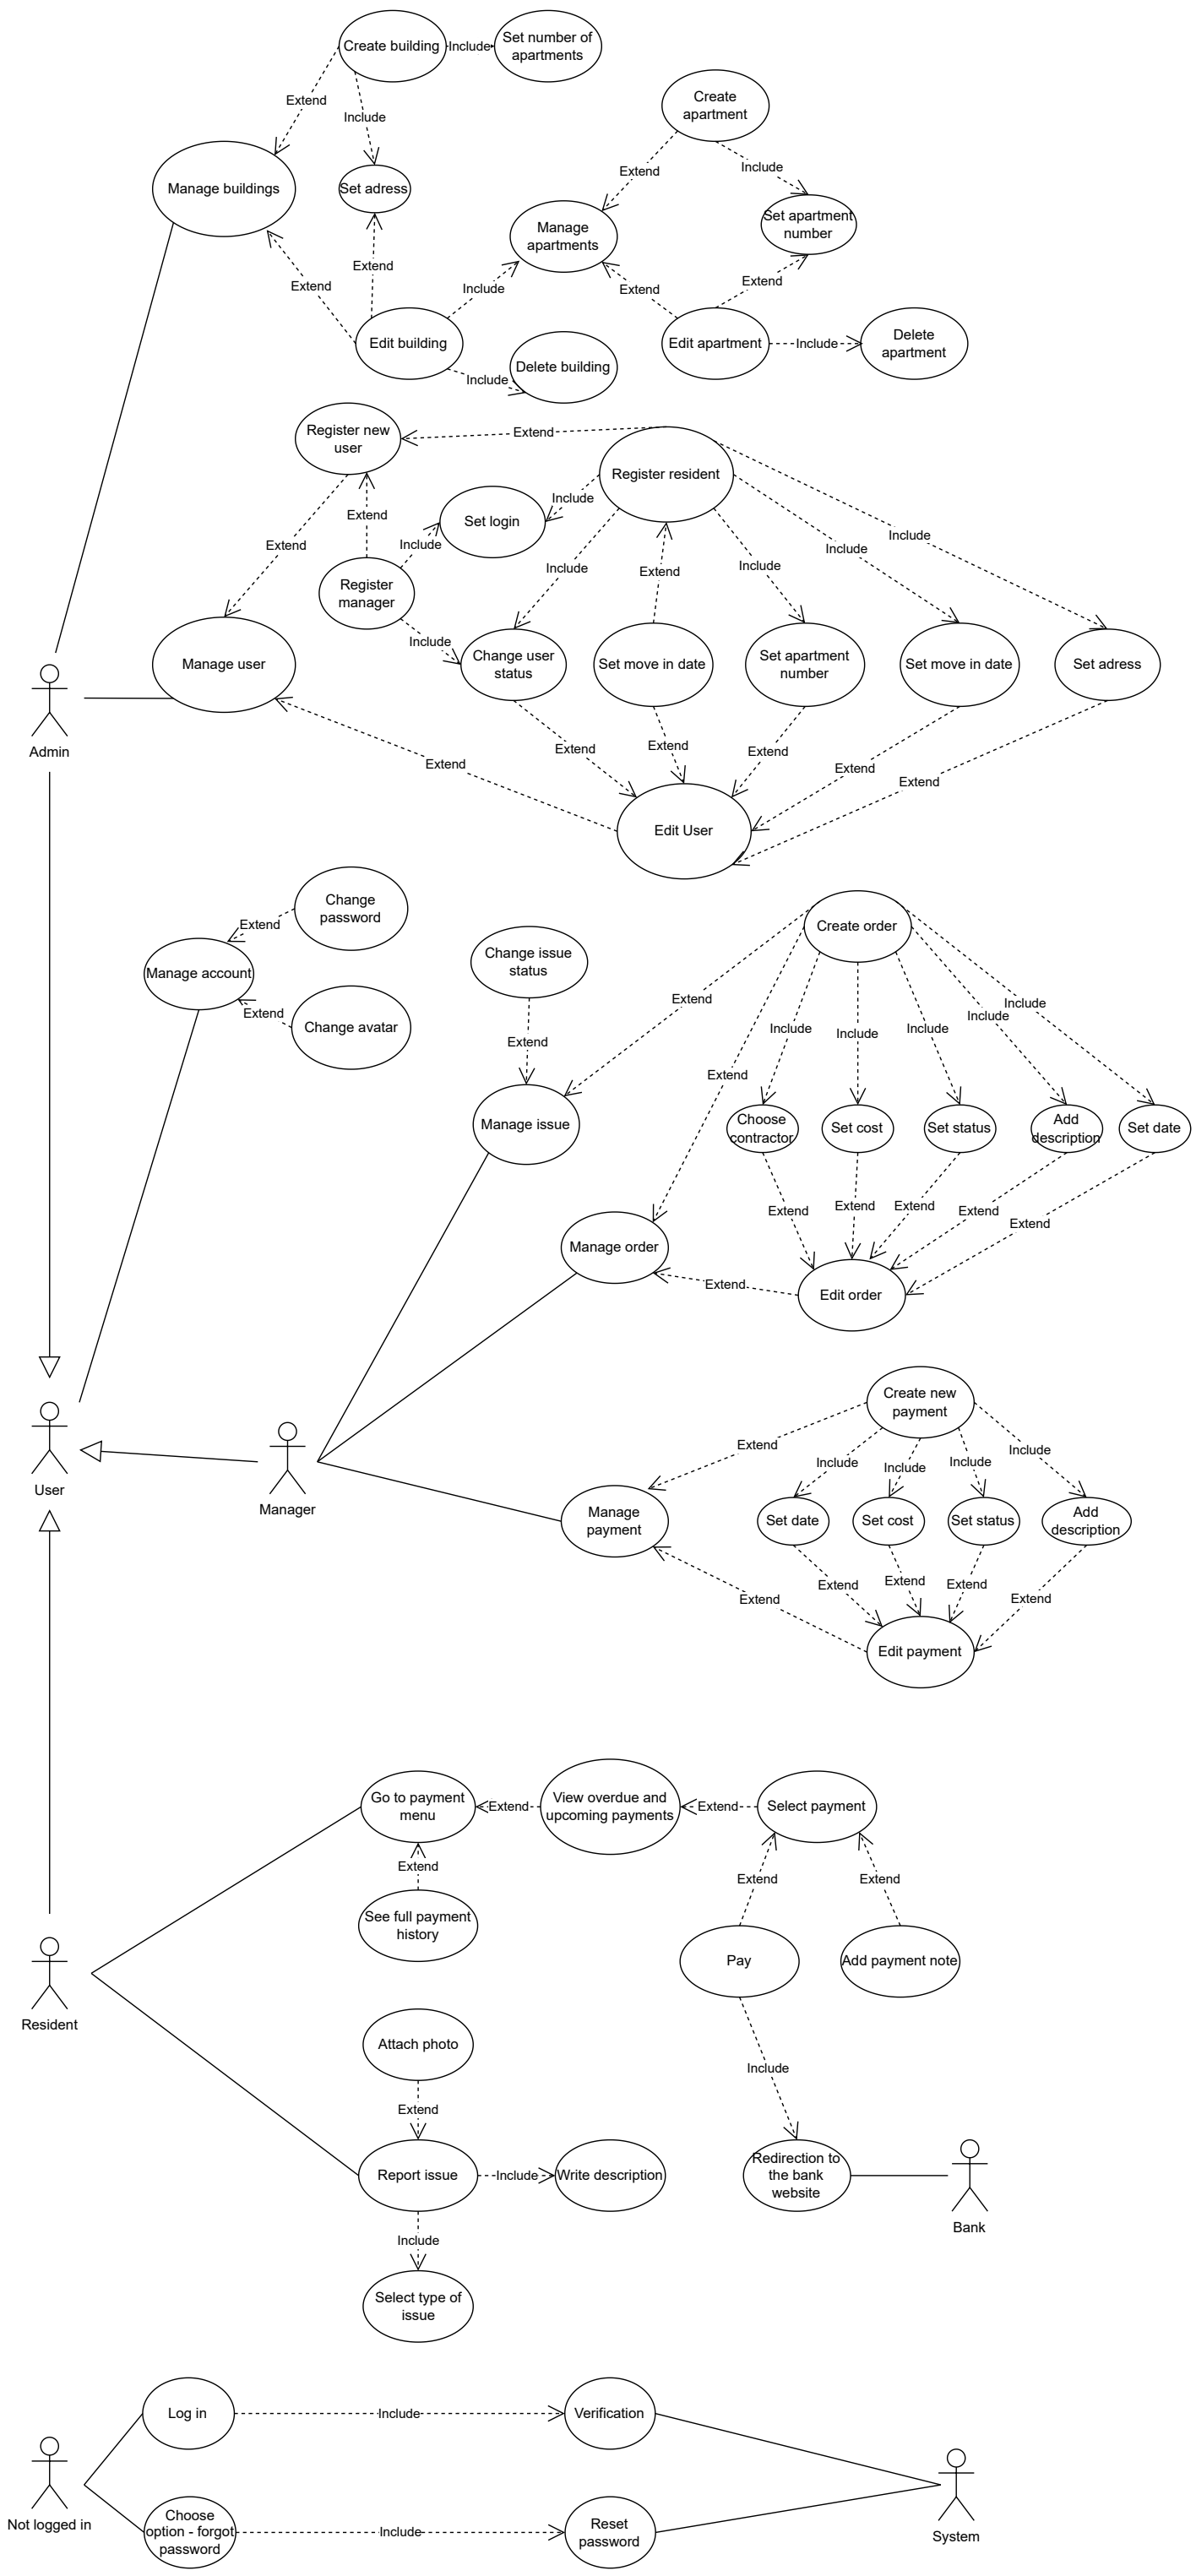 Create building
Include
Set number of
apartments
Extend
Include
Create
apartment
Manage buildings
Set adress
Extend
Include
Manage
apartments
Set apartment
number
Extend
Extend
Include
Extend
Extend
Edit building
Include
Delete building
Edit apartment
Include
Delete
apartment
Register new
user
Extend
Register resident
Set login
Include
Extend
Extend
Include
Include
Extend
Include
Include
Include
Register
manager
Include
Manage user
Change user
status
Set move in date
Set apartment
number
Set move in date
Set adress
Admin
Extend
Extend
Extend
Extend
Extend
Extend
Edit User
Change
password
Extend
Manage account
Extend
Change avatar
Change issue
status
Create order
Extend
Extend
Extend
Include
Include
Include
Include
Include
Manage issue
Choose
contractor
Set cost
Set status
Add
description
Set date
Extend
Extend
Extend
Extend
Extend
Manage order
Extend
Edit order
User
Manager
Create new
payment
Extend
Include
Include
Include
Include
Manage
payment
Set date
Set cost
Set status
Add
description
Extend
Extend
Extend
Extend
Extend
Edit payment
Go to payment
menu
Extend
View overdue and
upcoming payments
Extend
Select payment
Extend
Extend
Extend
See full payment
history
Pay
Add payment note
Resident
Attach photo
Include
Extend
Report issue
Include
Write description
Redirection to
the bank
website
Bank
Include
Select type of
issue
Log in
Include
Verification
Not logged in
Choose
option - forgot
password
Include
Reset
password
System